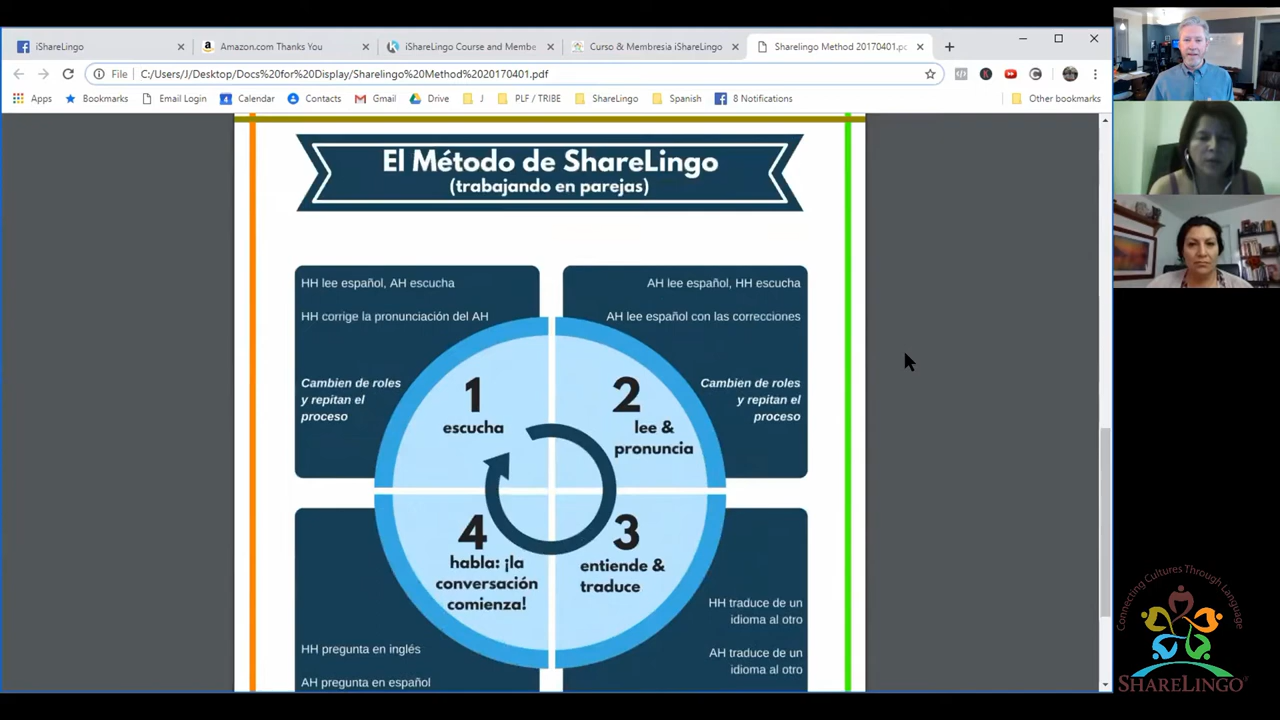 iShareLingo
Amazon.com Thank You
iShareLingo Course and Membe
Curso & Membresia iShareLingo
Sharelingo Method 20170401.pd
File
C:/Users/J/Desktop/Docs%20for%20Display/Sharelingo%20Method%2020170401.pdf
Apps
Bookmarks
Email Login
Calendar
Contacts
Gmail
Drive
J
PLF / TRIBE
ShareLingo
Spanish
8 Notifications
Other bookmarks
El Método de ShareLingo
(trabajando en parejas)
HH lee español, AH escucha
HH corrige la pronunciación del AH
Cambien de roles
y repitan el
proceso
AH lee español, HH escucha
AH lee español con las correcciones
Cambien de roles
y repitan el
proceso
1
escucha
2
lee &
pronuncia
4
habla: ¡la
conversación
comienza!
3
entiende &
traduce
HH pregunta en inglés
AH pregunta en español
HH traduce de un
idioma al otro
AH traduce de un
idioma al otro
Connecting Cultures Through Language
SHARELINGO